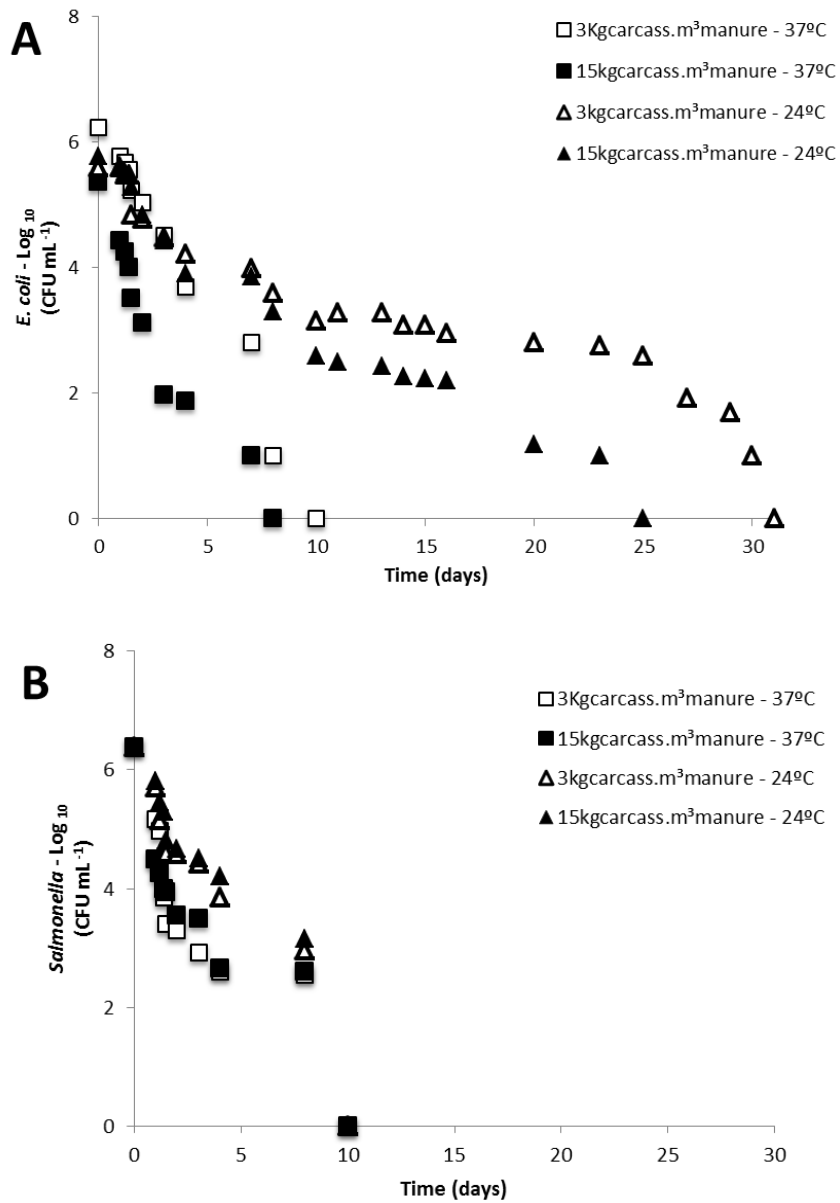 A
8
6
4
2
0
E. coli - Log 10
(CFU mL -1)
0 5 10 15 20 25 30
Time (days)
3Kgcarcass.m³manure - 37ºC
15kgcarcass.m³manure - 37ºC
3kgcarcass.m³manure - 24ºC
15kgcarcass.m³manure - 24ºC
B
8
6
4
2
0
Salmonella - Log 10
(CFU mL -1)
0 5 10 15 20 25 30
Time (days)
3Kgcarcass.m³manure - 37ºC
15kgcarcass.m³manure - 37ºC
3kgcarcass.m³manure - 24ºC
15kgcarcass.m³manure - 24ºC